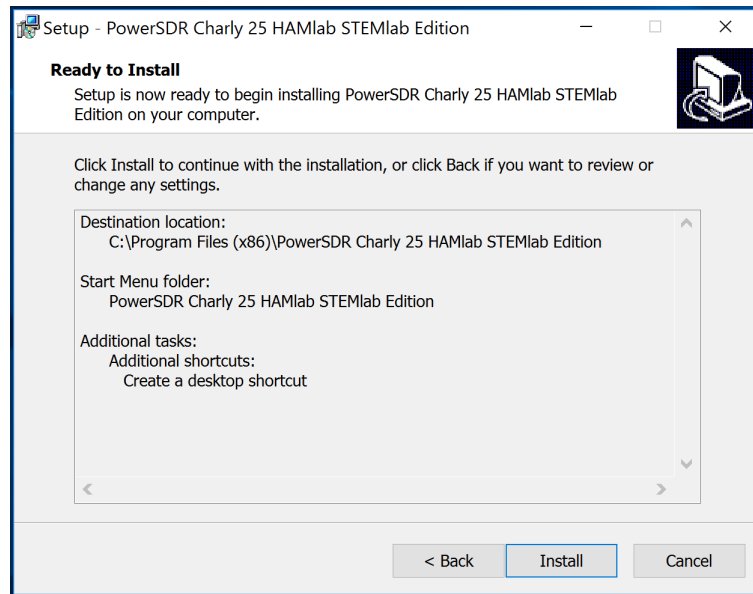 Setup - PowerSDR Charly 25 HAMlab STEMlab Edition
Ready to Install
Setup is now ready to begin installing PowerSDR Charly 25 HAMlab STEMlab
Edition on your computer.
Click Install to continue with the installation, or click Back if you want to review or
change any settings.
Destination location:
C:\Program Files (x86)\PowerSDR Charly 25 HAMlab STEMlab Edition
Start Menu folder:
PowerSDR Charly 25 HAMlab STEMlab Edition
Additional tasks:
Additional shortcuts:
Create a desktop shortcut
< Back
Install
Cancel